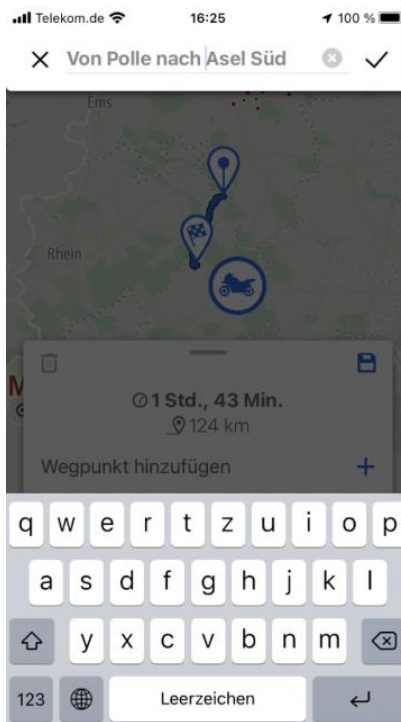 Telekom.de 16:25 100 %
Von Polle nach Asel Süd
Ems
Rhein
M
1 Std., 43 Min.
124 km
Wegpunkt hinzufügen
q w e r t z u i o p
a s d f g h j k l
y x c v b n m
123 Leerzeichen